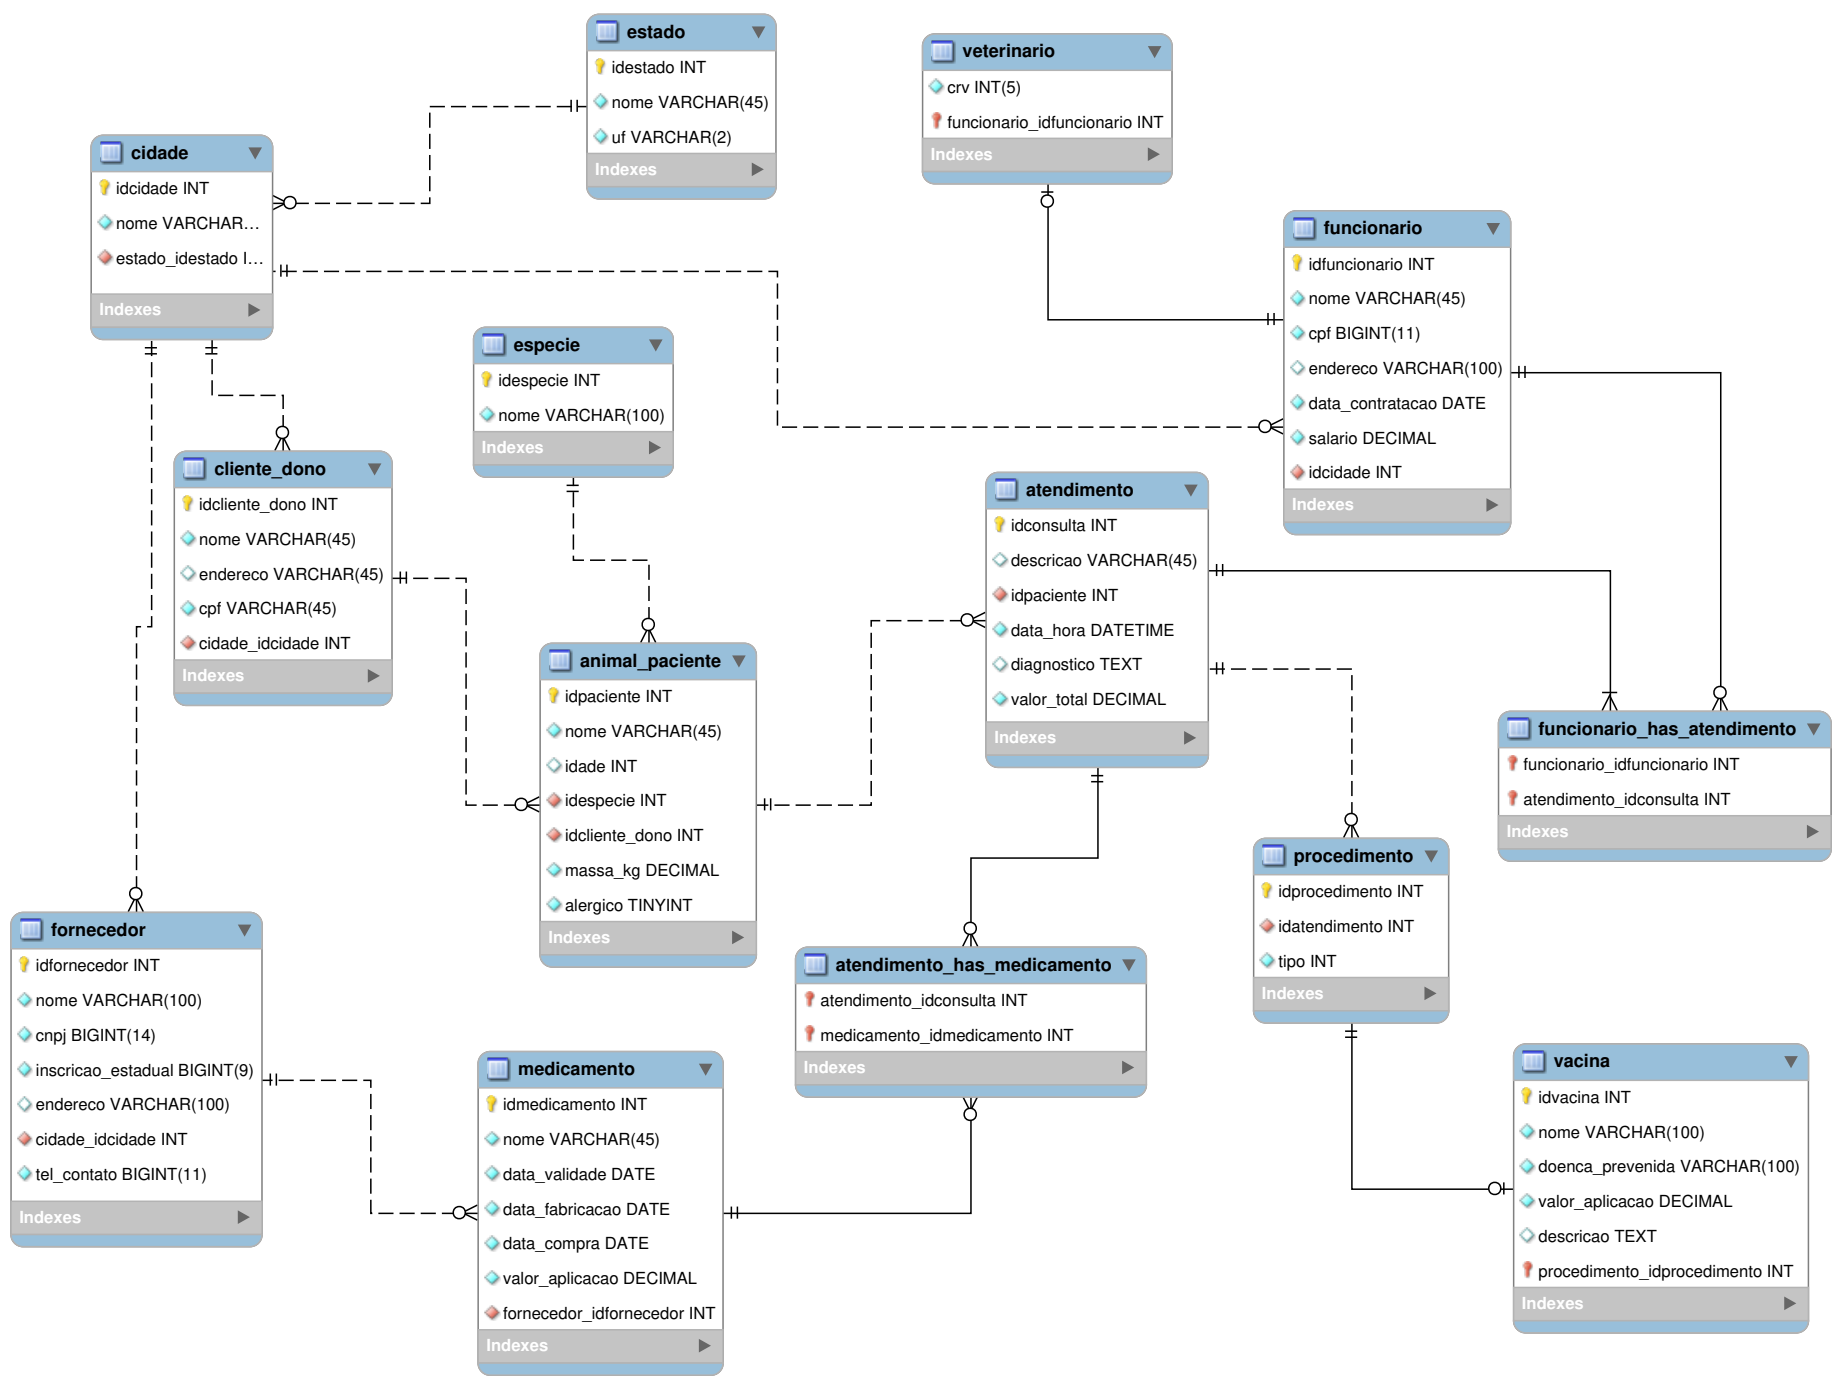 estado
idestado INT
nome VARCHAR(45)
uf VARCHAR(2)
Indexes
veterinario
crv INT(5)
funcionario_idfuncionario INT
Indexes
cidade
idcidade INT
nome VARCHAR...
estado_idestado I...
Indexes
funcionario
idfuncionario INT
nome VARCHAR(45)
cpf BIGINT(11)
endereco VARCHAR(100)
data_contratacao DATE
salario DECIMAL
idcidade INT
Indexes
especie
idespecie INT
nome VARCHAR(100)
Indexes
cliente_dono
idcliente_dono INT
nome VARCHAR(45)
endereco VARCHAR(45)
cpf VARCHAR(45)
cidade_idcidade INT
Indexes
atendimento
idconsulta INT
descricao VARCHAR(45)
idpaciente INT
data_hora DATETIME
diagnostico TEXT
valor_total DECIMAL
Indexes
animal_paciente
idpaciente INT
nome VARCHAR(45)
idade INT
idespecie INT
idcliente_dono INT
massa_kg DECIMAL
alergico TINYINT
Indexes
funcionario_has_atendimento
funcionario_idfuncionario INT
atendimento_idconsulta INT
Indexes
procedimento
idprocedimento INT
idatendimento INT
tipo INT
Indexes
fornecedor
idfornecedor INT
nome VARCHAR(100)
cnpj BIGINT(14)
inscricao_estadual BIGINT(9)
endereco VARCHAR(100)
cidade_idcidade INT
tel_contato BIGINT(11)
Indexes
atendimento_has_medicamento
atendimento_idconsulta INT
medicamento_idmedicamento INT
Indexes
medicamento
idmedicamento INT
nome VARCHAR(45)
data_validade DATE
data_fabricacao DATE
data_compra DATE
valor_aplicacao DECIMAL
fornecedor_idfornecedor INT
Indexes
vacina
idvacina INT
nome VARCHAR(100)
doenca_prevenida VARCHAR(100)
valor_aplicacao DECIMAL
descricao TEXT
procedimento_idprocedimento INT
Indexes